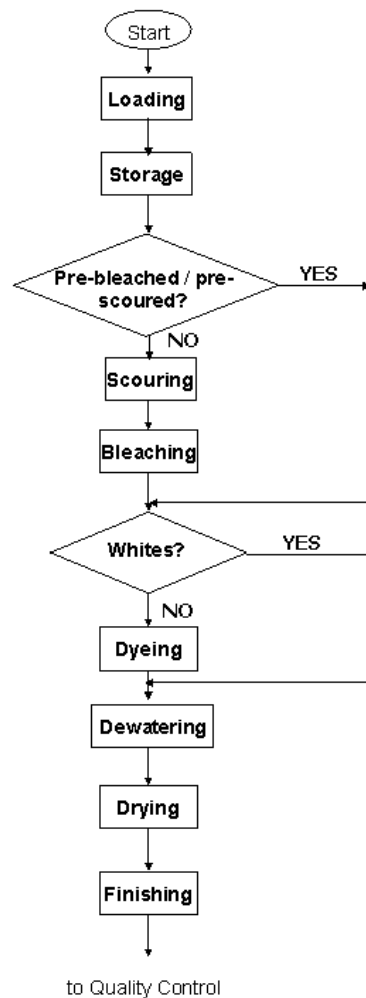 Start
Loading
Storage
Pre-bleached / pre-
scoured?
YES
NO
Scouring
Bleaching
Whites?
YES
NO
Dyeing
Dewatering
Drying
Finishing
to Quality Control